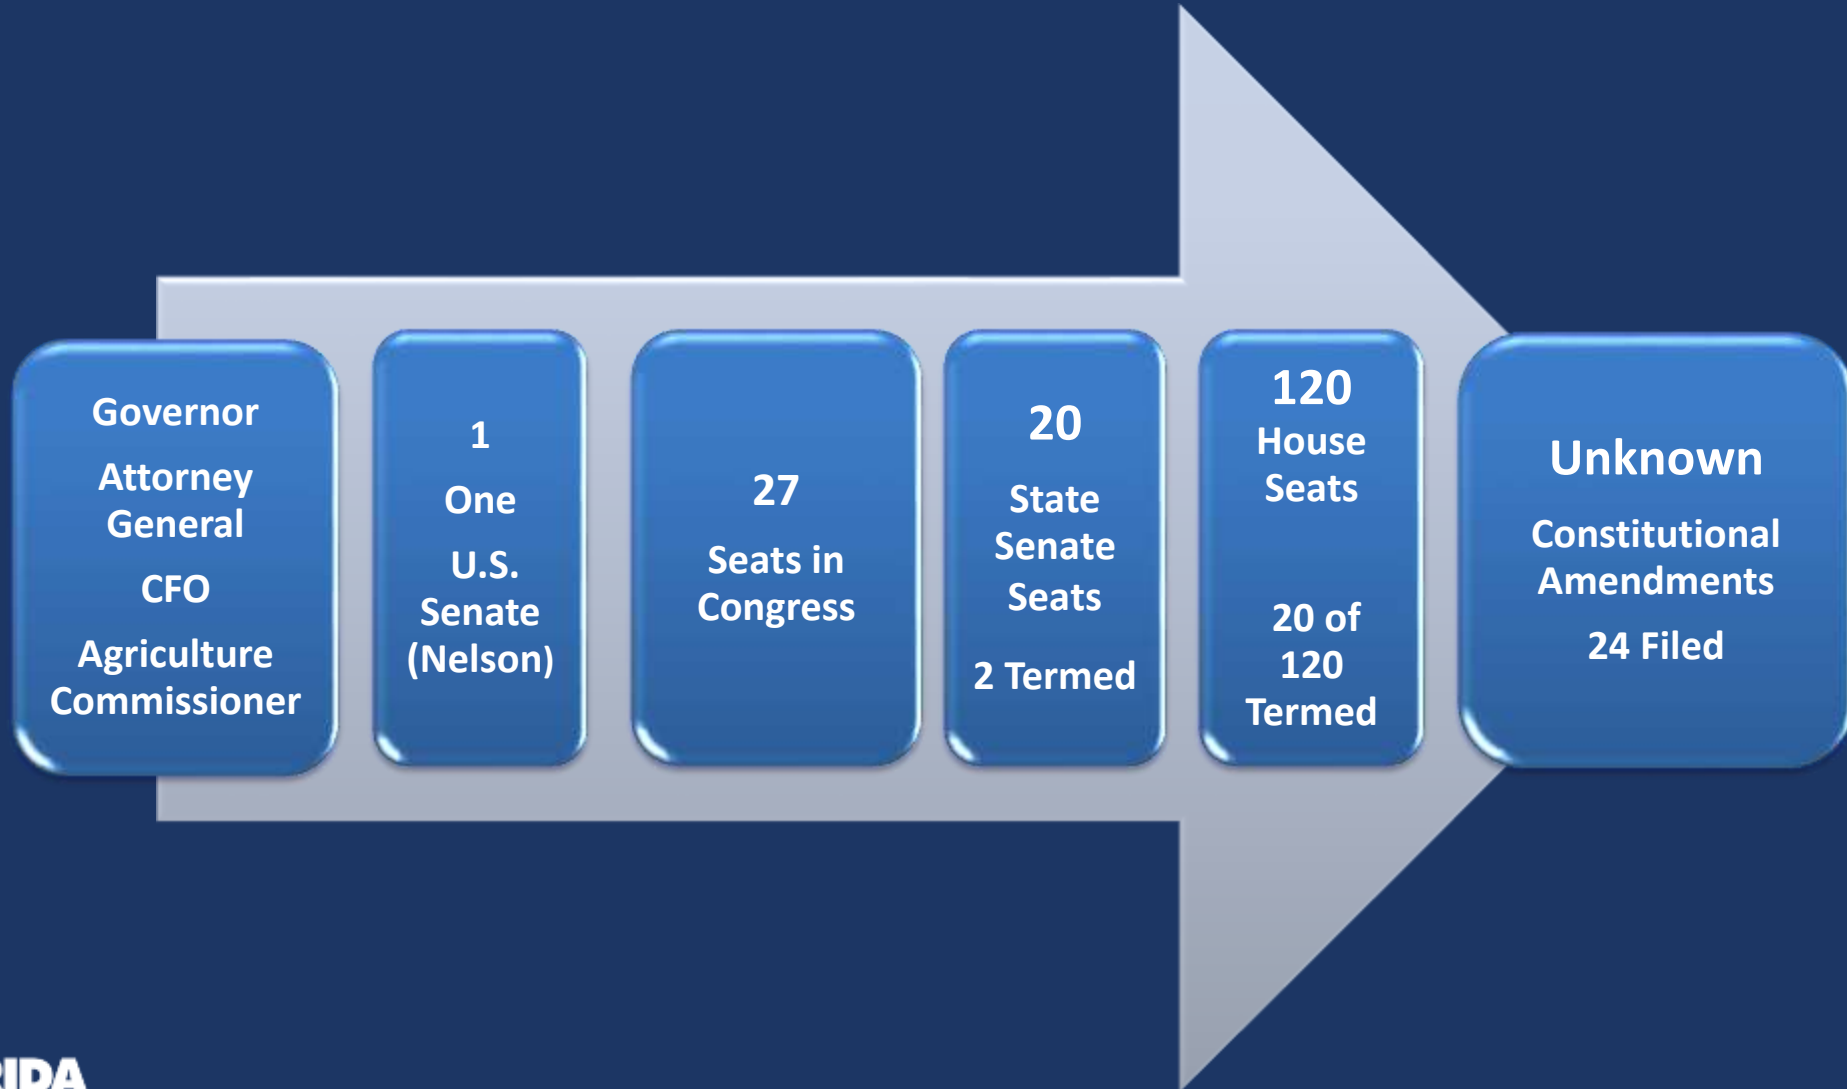 Governor
Attorney
General
CFO
Agriculture
Commissioner
1
One
U.S.
Senate
(Nelson)
27
Seats in
Congress
20
State
Senate
Seats
2 Termed
120
House
Seats
20 of
120
Termed
Unknown
Constitutional
Amendments
24 Filed
RIDA